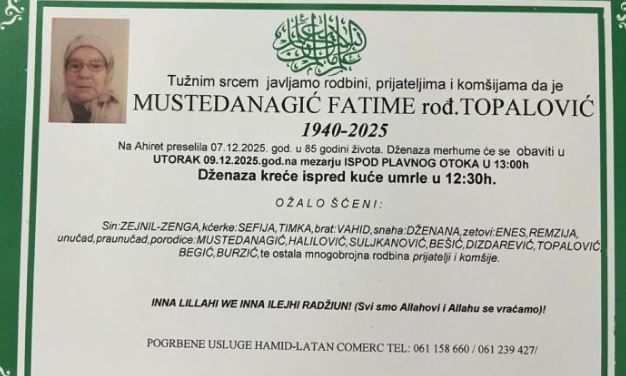 Tužnim srcem javljamo rodbini, prijateljima i komšijama da je
MUSTEDANAGIĆ FATIME rođ.TOPALOVIĆ
1940-2025
Na Ahiret preselila 07.12.2025. god. u 85 godini života. Dženaza merhume će se obaviti u
UTORAK 09.12.2025.god.na mezarju ISPOD PLAVNOG OTOKA U 13:00h
Dženaza kreće ispred kuće umrle u 12:30h.
OŽALO ŠĆENI:
Sin:ZEJNIL-ZENGA,kćerke:SEFIJA,TIMKA,brat:VAHID,snaha:DŽENANA,zetovi:ENES,REMZIJA,
unučad,praunučad,porodice:MUSTEDANAGIĆ,HALILOVIĆ,SULJKANOVIĆ,BEŠIĆ,DIZDAREVIĆ,TOPALOVIĆ,
BEGIĆ,BURZIĆ,te ostala mnogobrojna rodbina prijatelji i komšije.
INNA LILLAHI WE INNA ILEJHI RADŽIUN! (Svi smo Allahovi i Allahu se vraćamo)!
POGREBNE USLUGE HAMID-LATAN COMERC TEL: 061 158 660 / 061 239 427/